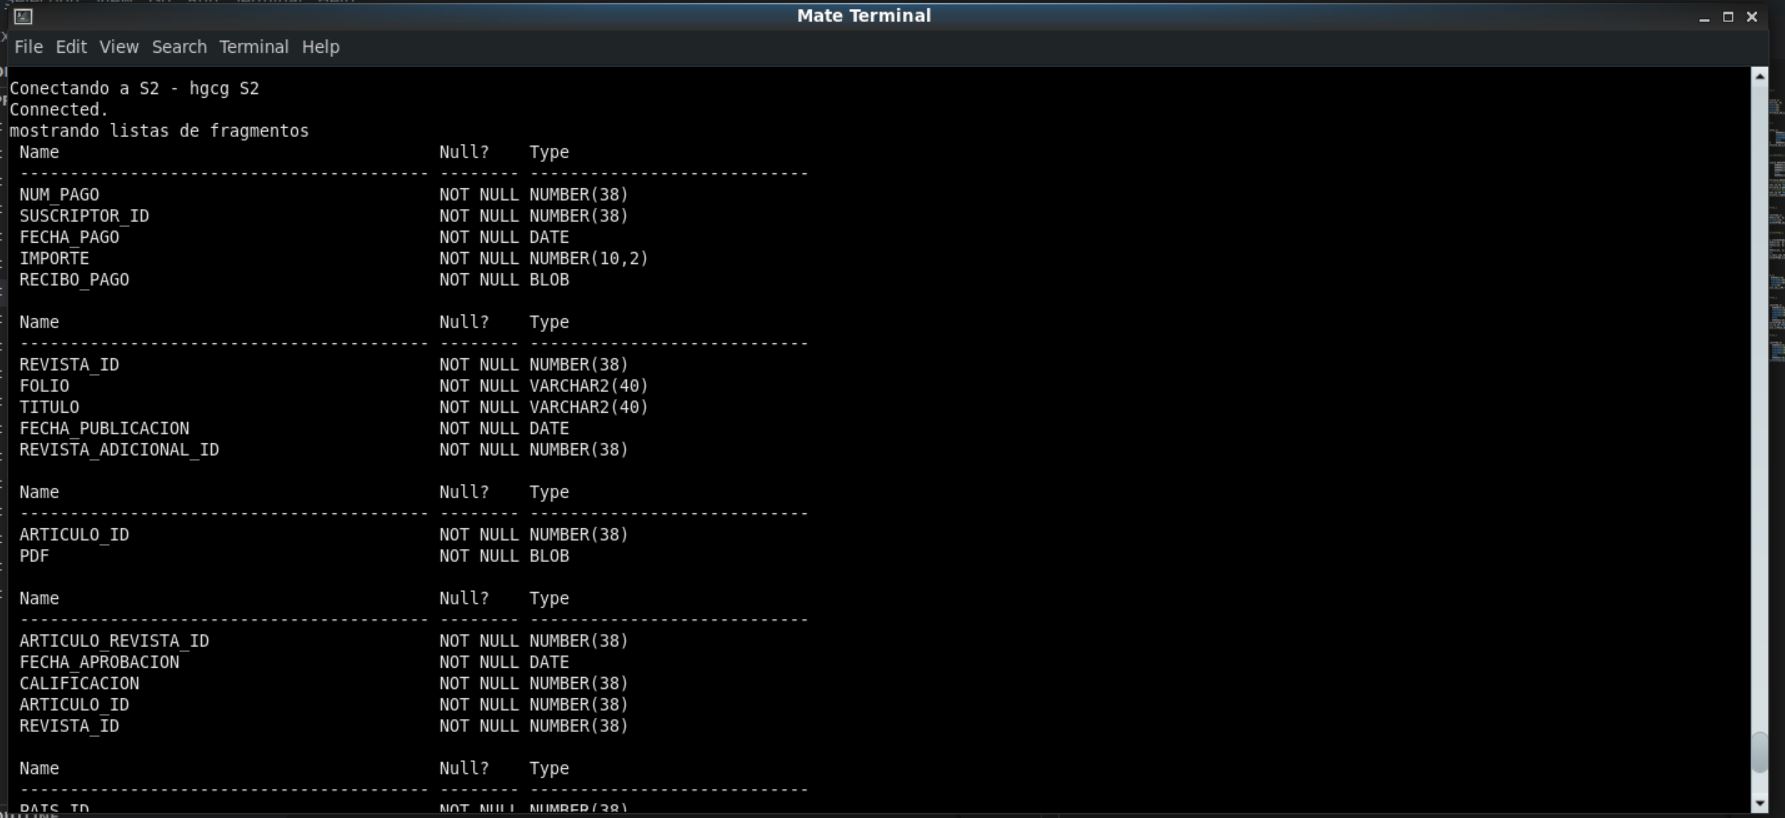 Mate Terminal
File Edit View Search Terminal Help
Conectando a S2 - hgcg S2
Connected.
mostrando listas de fragmentos
Name Null? Type
----------------------------------------- -------- ----------------------------
NUM_PAGO NOT NULL NUMBER(38)
SUSCRIPTOR_ID NOT NULL NUMBER(38)
FECHA_PAGO NOT NULL DATE
IMPORTE NOT NULL NUMBER(10,2)
RECIBO_PAGO NOT NULL BLOB
Name Null? Type
----------------------------------------- -------- ----------------------------
REVISTA_ID NOT NULL NUMBER(38)
FOLIO NOT NULL VARCHAR2(40)
TITULO NOT NULL VARCHAR2(40)
FECHA_PUBLICACION NOT NULL DATE
REVISTA_ADICIONAL_ID NOT NULL NUMBER(38)
Name Null? Type
----------------------------------------- -------- ----------------------------
ARTICULO_ID NOT NULL NUMBER(38)
PDF NOT NULL BLOB
Name Null? Type
----------------------------------------- -------- ----------------------------
ARTICULO_REVISTA_ID NOT NULL NUMBER(38)
FECHA_APROBACION NOT NULL DATE
CALIFICACION NOT NULL NUMBER(38)
ARTICULO_ID NOT NULL NUMBER(38)
REVISTA_ID NOT NULL NUMBER(38)
Name Null? Type
----------------------------------------- -------- ----------------------------
PAIS_ID NOT NULL NUMBER(38)